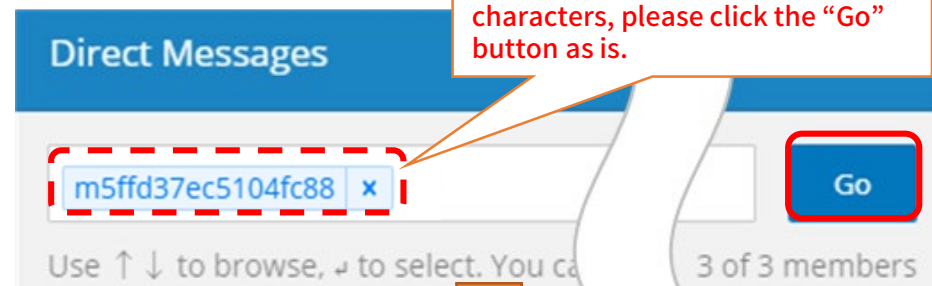 characters, please click the “Go”
button as is.
Direct Messages
m5ffd37ec5104fc88 ×
Go
Use ↑ ↓ to browse, ↲ to select. You
3 of 3 members